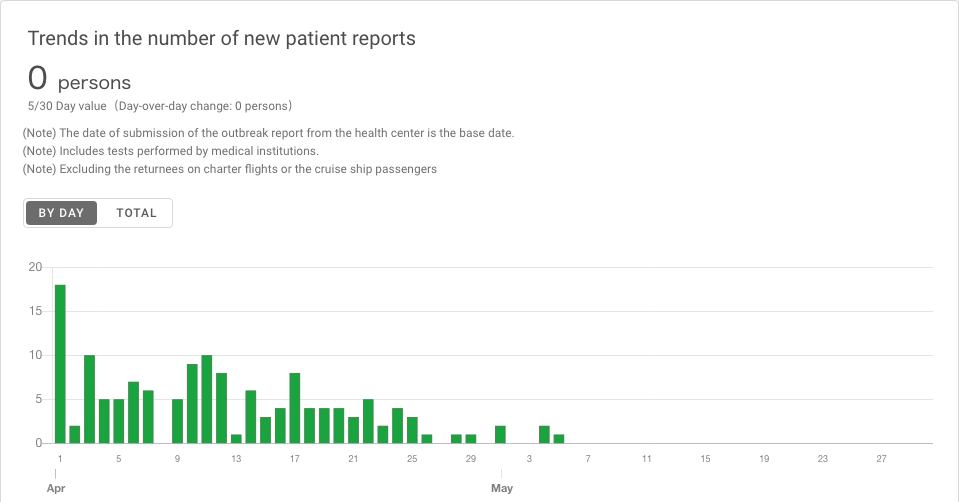 Trends in the number of new patient reports
0 persons
5/30 Day value（Day-over-day change: 0 persons）
(Note) The date of submission of the outbreak report from the health center is the base date.
(Note) Includes tests performed by medical institutions.
(Note) Excluding the returnees on charter flights or the cruise ship passengers
BY DAY TOTAL
20
15
10
5
0
1 5 9 13 17 21 25 29 3 7 11 15 19 23 27
Apr May